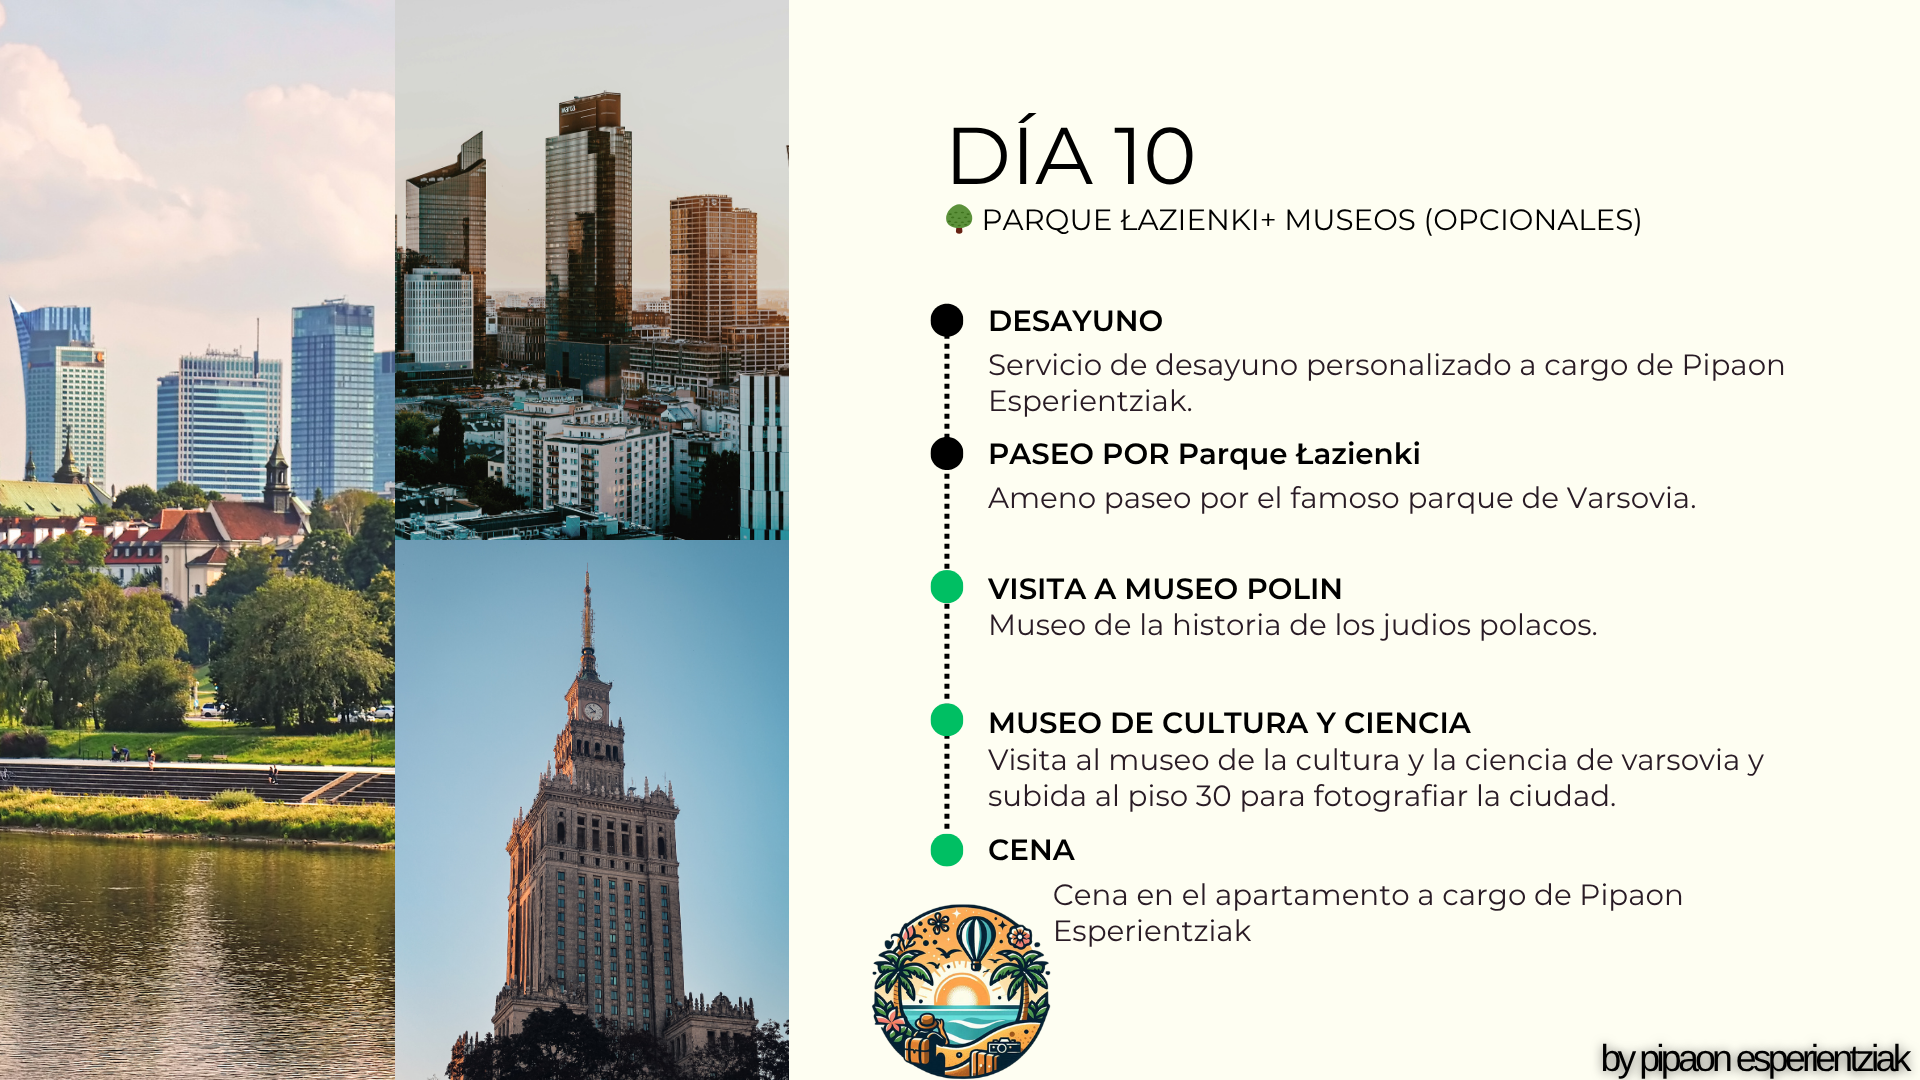 DÍA 10
PARQUE ŁAZIENKI+ MUSEOS (OPCIONALES)
DESAYUNO
Servicio de desayuno personalizado a cargo de Pipaon
Esperientziak.
PASEO POR Parque Łazienki
Ameno paseo por el famoso parque de Varsovia.
VISITA A MUSEO POLIN
Museo de la historia de los judios polacos.
MUSEO DE CULTURA Y CIENCIA
Visita al museo de la cultura y la ciencia de varsovia y
subida al piso 30 para fotografiar la ciudad.
CENA
Cena en el apartamento a cargo de Pipaon
Esperientziak
by pipaon esperientziak